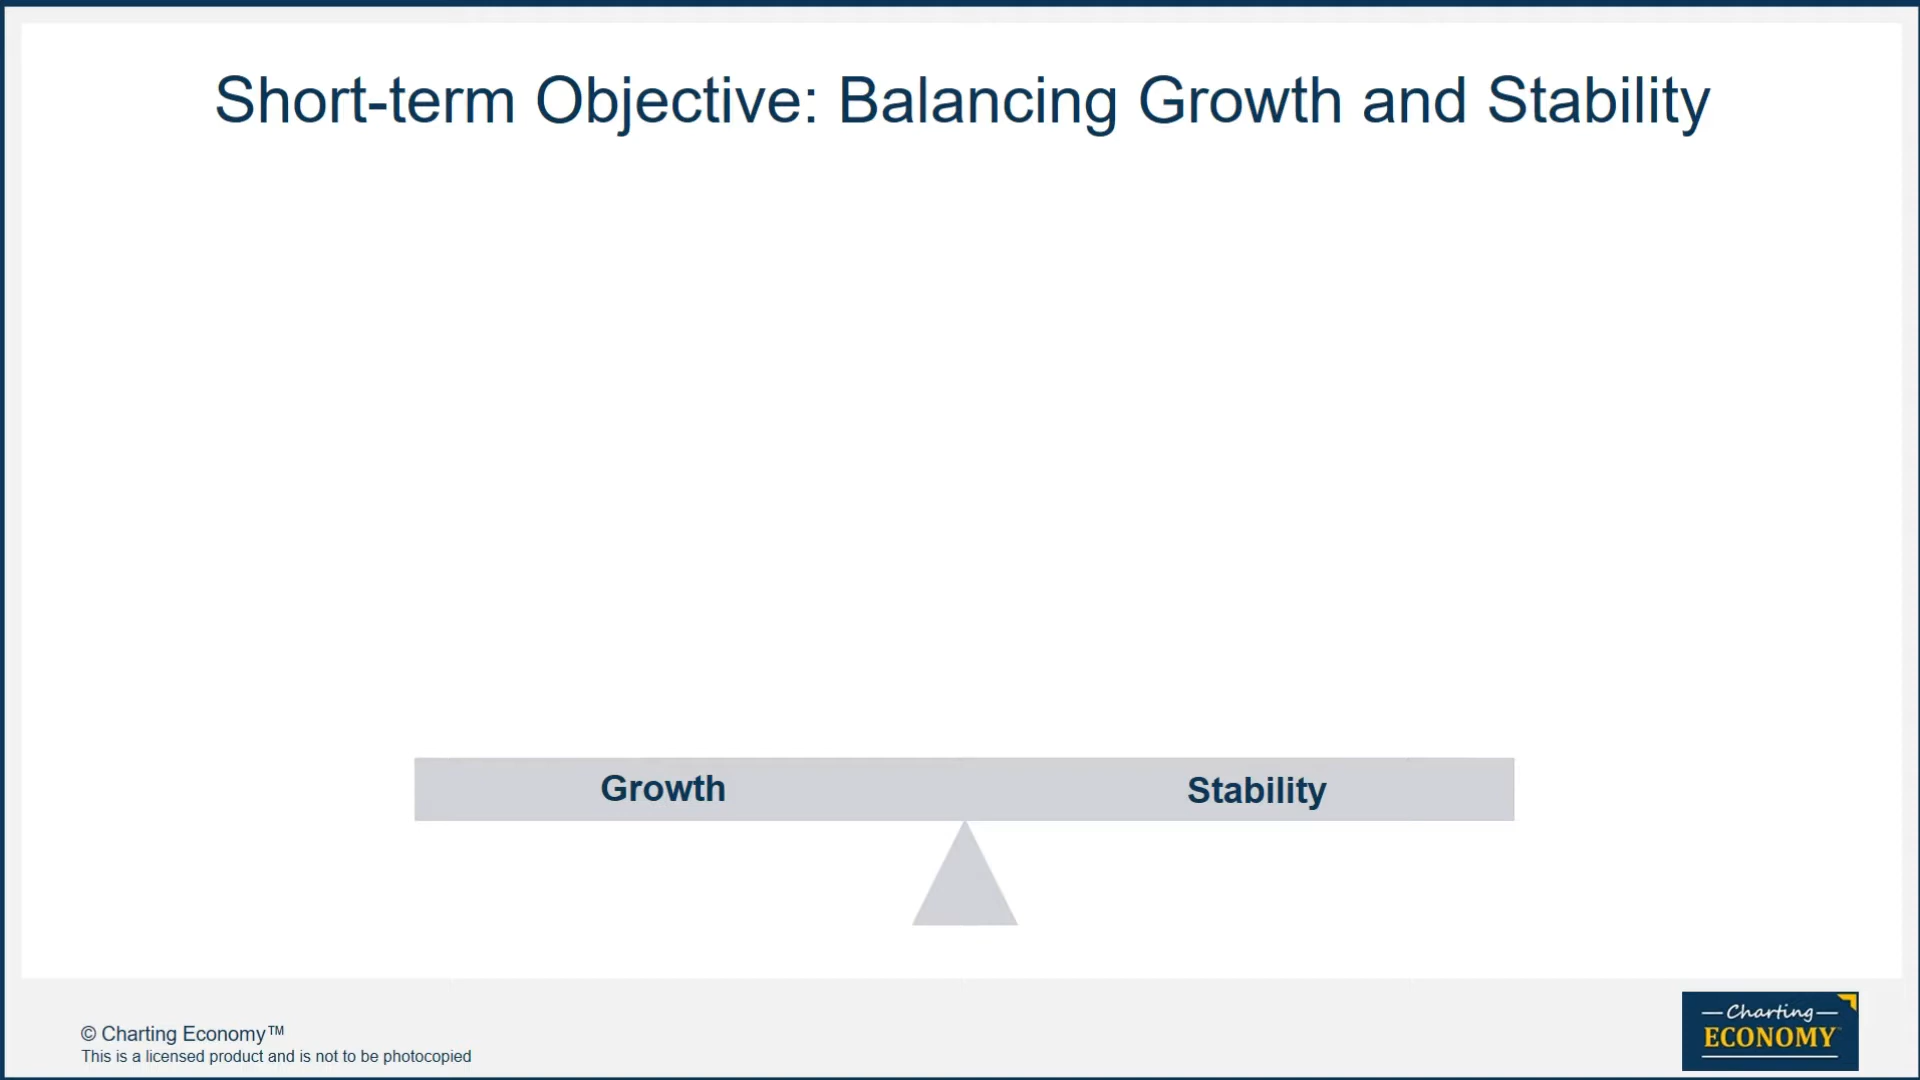 Short-term Objective: Balancing Growth and Stability
Growth Stability
© Charting Economy™
This is a licensed product and is not to be photocopied
Charting
ECONOMY